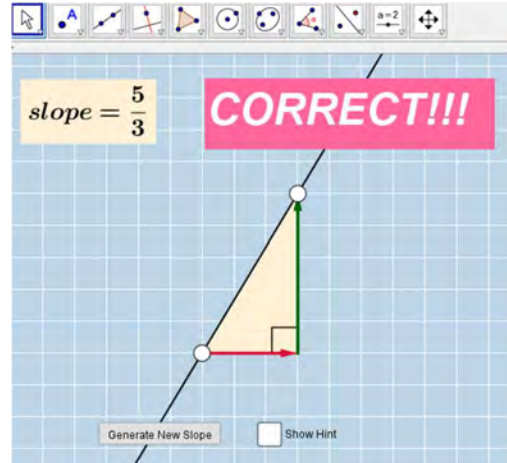 A
a=2
slope = 5/3
CORRECT!!!
Generate New Slope
Show Hint